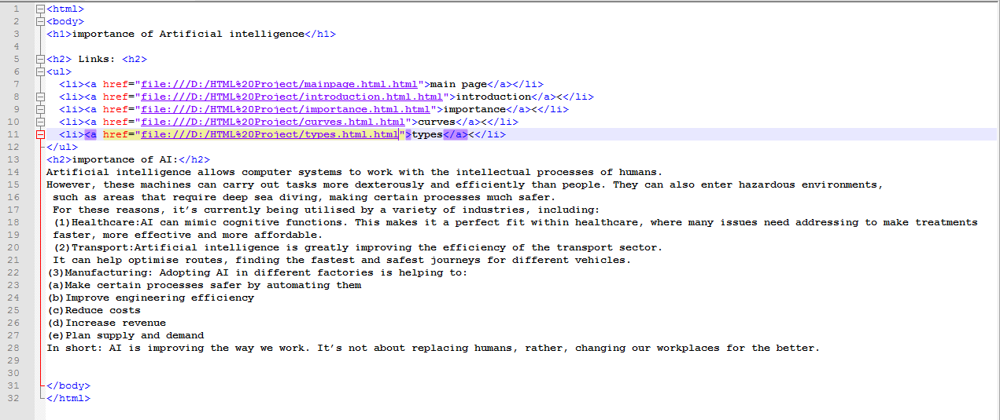 1 <html>
2 <body>
3 <h1>importance of Artificial intelligence</h1>
4
5 <h2> Links: <h2>
6 <ul>
7 <li><a href="file:///D:/HTML%20Project/mainpage.html.html">main page</a></li>
8 <li><a href="file:///D:/HTML%20Project/introduction.html.html">introduction</a><</li>
9 <li><a href="file:///D:/HTML%20Project/importance.html.html">importance</a><</li>
10 <li><a href="file:///D:/HTML%20Project/curves.html.html">curves</a><</li>
11 <li><a href="file:///D:/HTML%20Project/types.html.html">types</a><</li>
12 </ul>
13 <h2>importance of AI:</h2>
14 Artificial intelligence allows computer systems to work with the intellectual processes of humans.
15 However, these machines can carry out tasks more dexterously and efficiently than people. They can also enter hazardous environments,
16 such as areas that require deep sea diving, making certain processes much safer.
17 For these reasons, it's currently being utilised by a variety of industries, including:
18 (1)Healthcare:AI can mimic cognitive functions. This makes it a perfect fit within healthcare, where many issues need addressing to make treatments
19 faster, more effective and more affordable.
20 (2)Transport:Artificial intelligence is greatly improving the efficiency of the transport sector.
21 It can help optimise routes, finding the fastest and safest journeys for different vehicles.
22 (3)Manufacturing: Adopting AI in different factories is helping to:
23 (a)Make certain processes safer by automating them
24 (b)Improve engineering efficiency
25 (c)Reduce costs
26 (d)Increase revenue
27 (e)Plan supply and demand
28 In short: AI is improving the way we work. It's not about replacing humans, rather, changing our workplaces for the better.
29
30
31 </body>
32 </html>